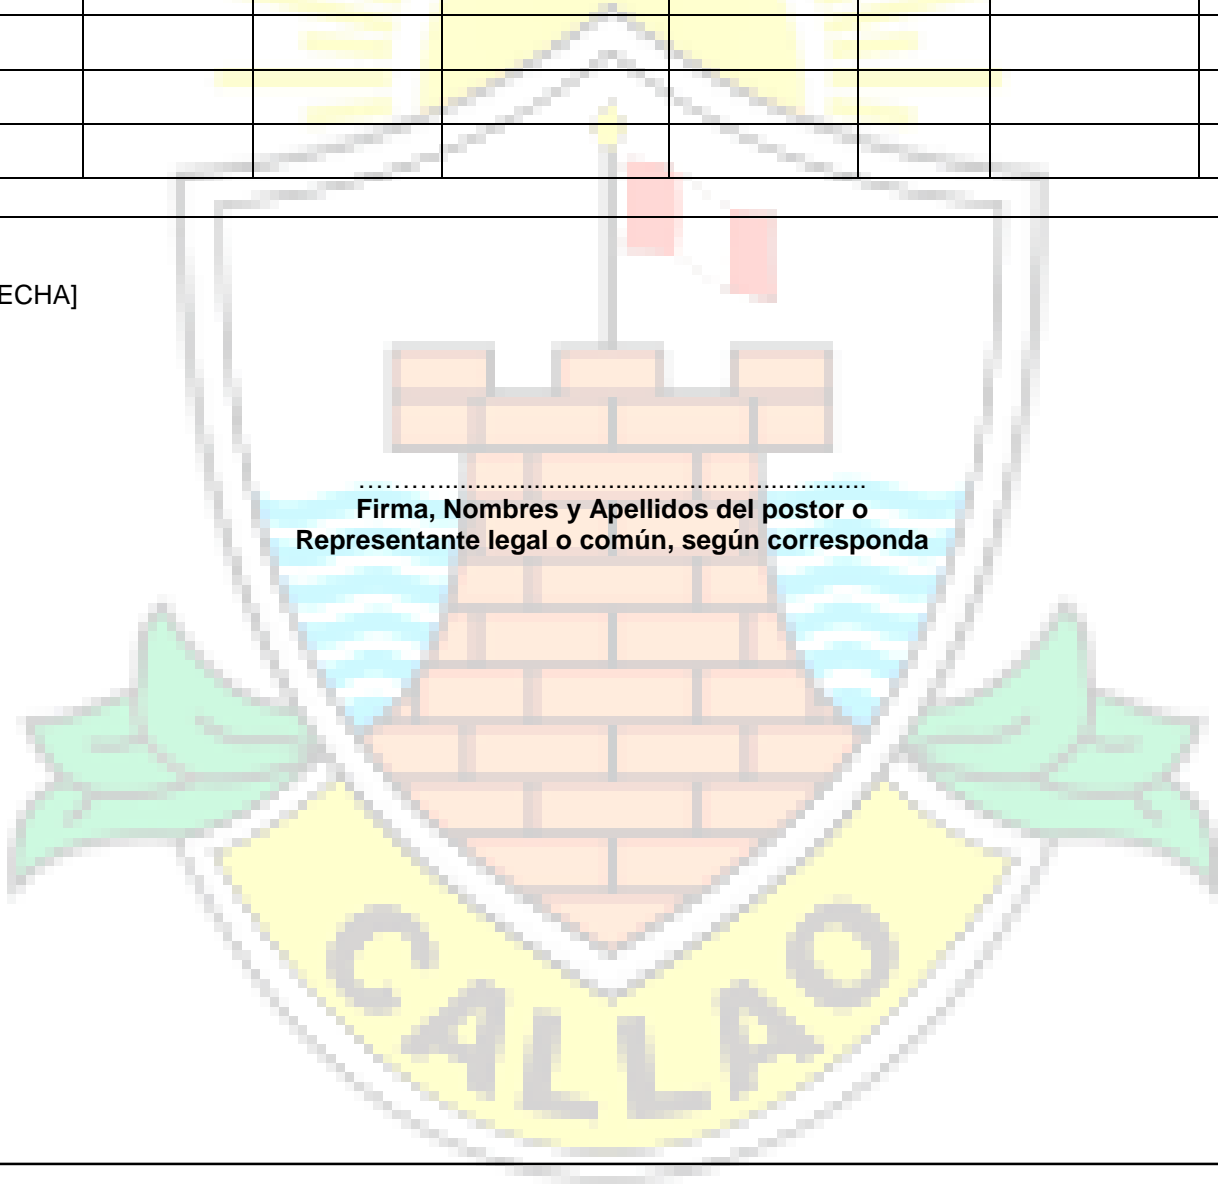 ECHA]
…….................................................................
Firma, Nombres y Apellidos del postor o
Representante legal o común, según corresponda
CALLAO